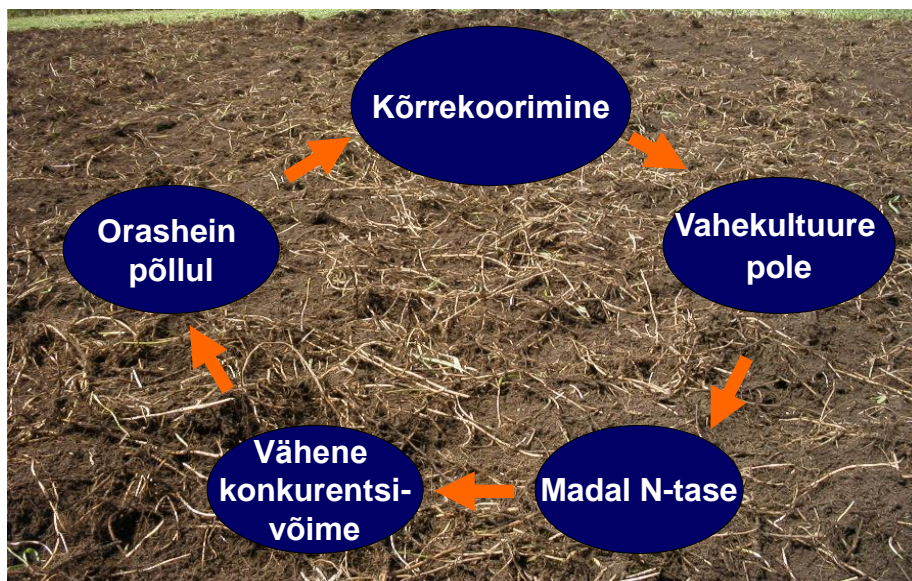 Kõrrekoorimine
Vahekultuure
pole
Madal N-tase
Vähene
konkurentsi-
võime
Orashein
põllul